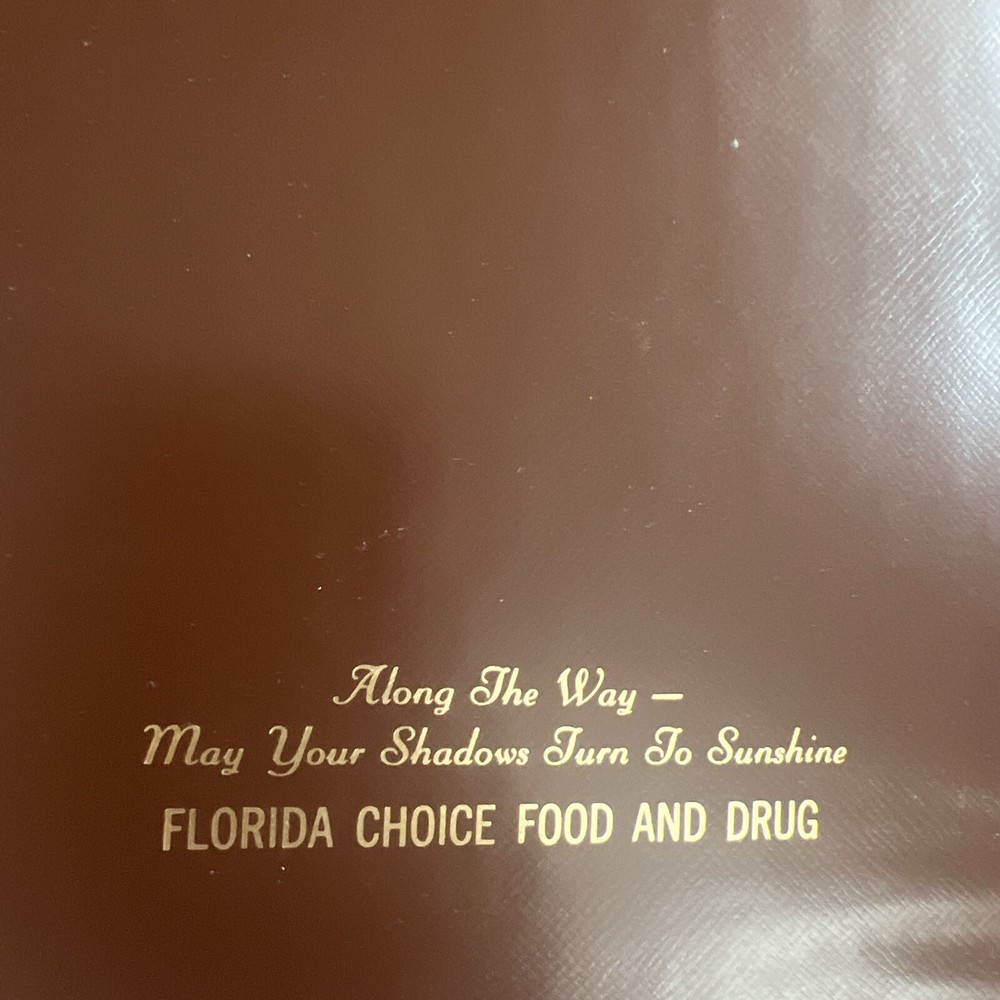 Along The Way —
May Your Shadows Turn To Sunshine
FLORIDA CHOICE FOOD AND DRUG